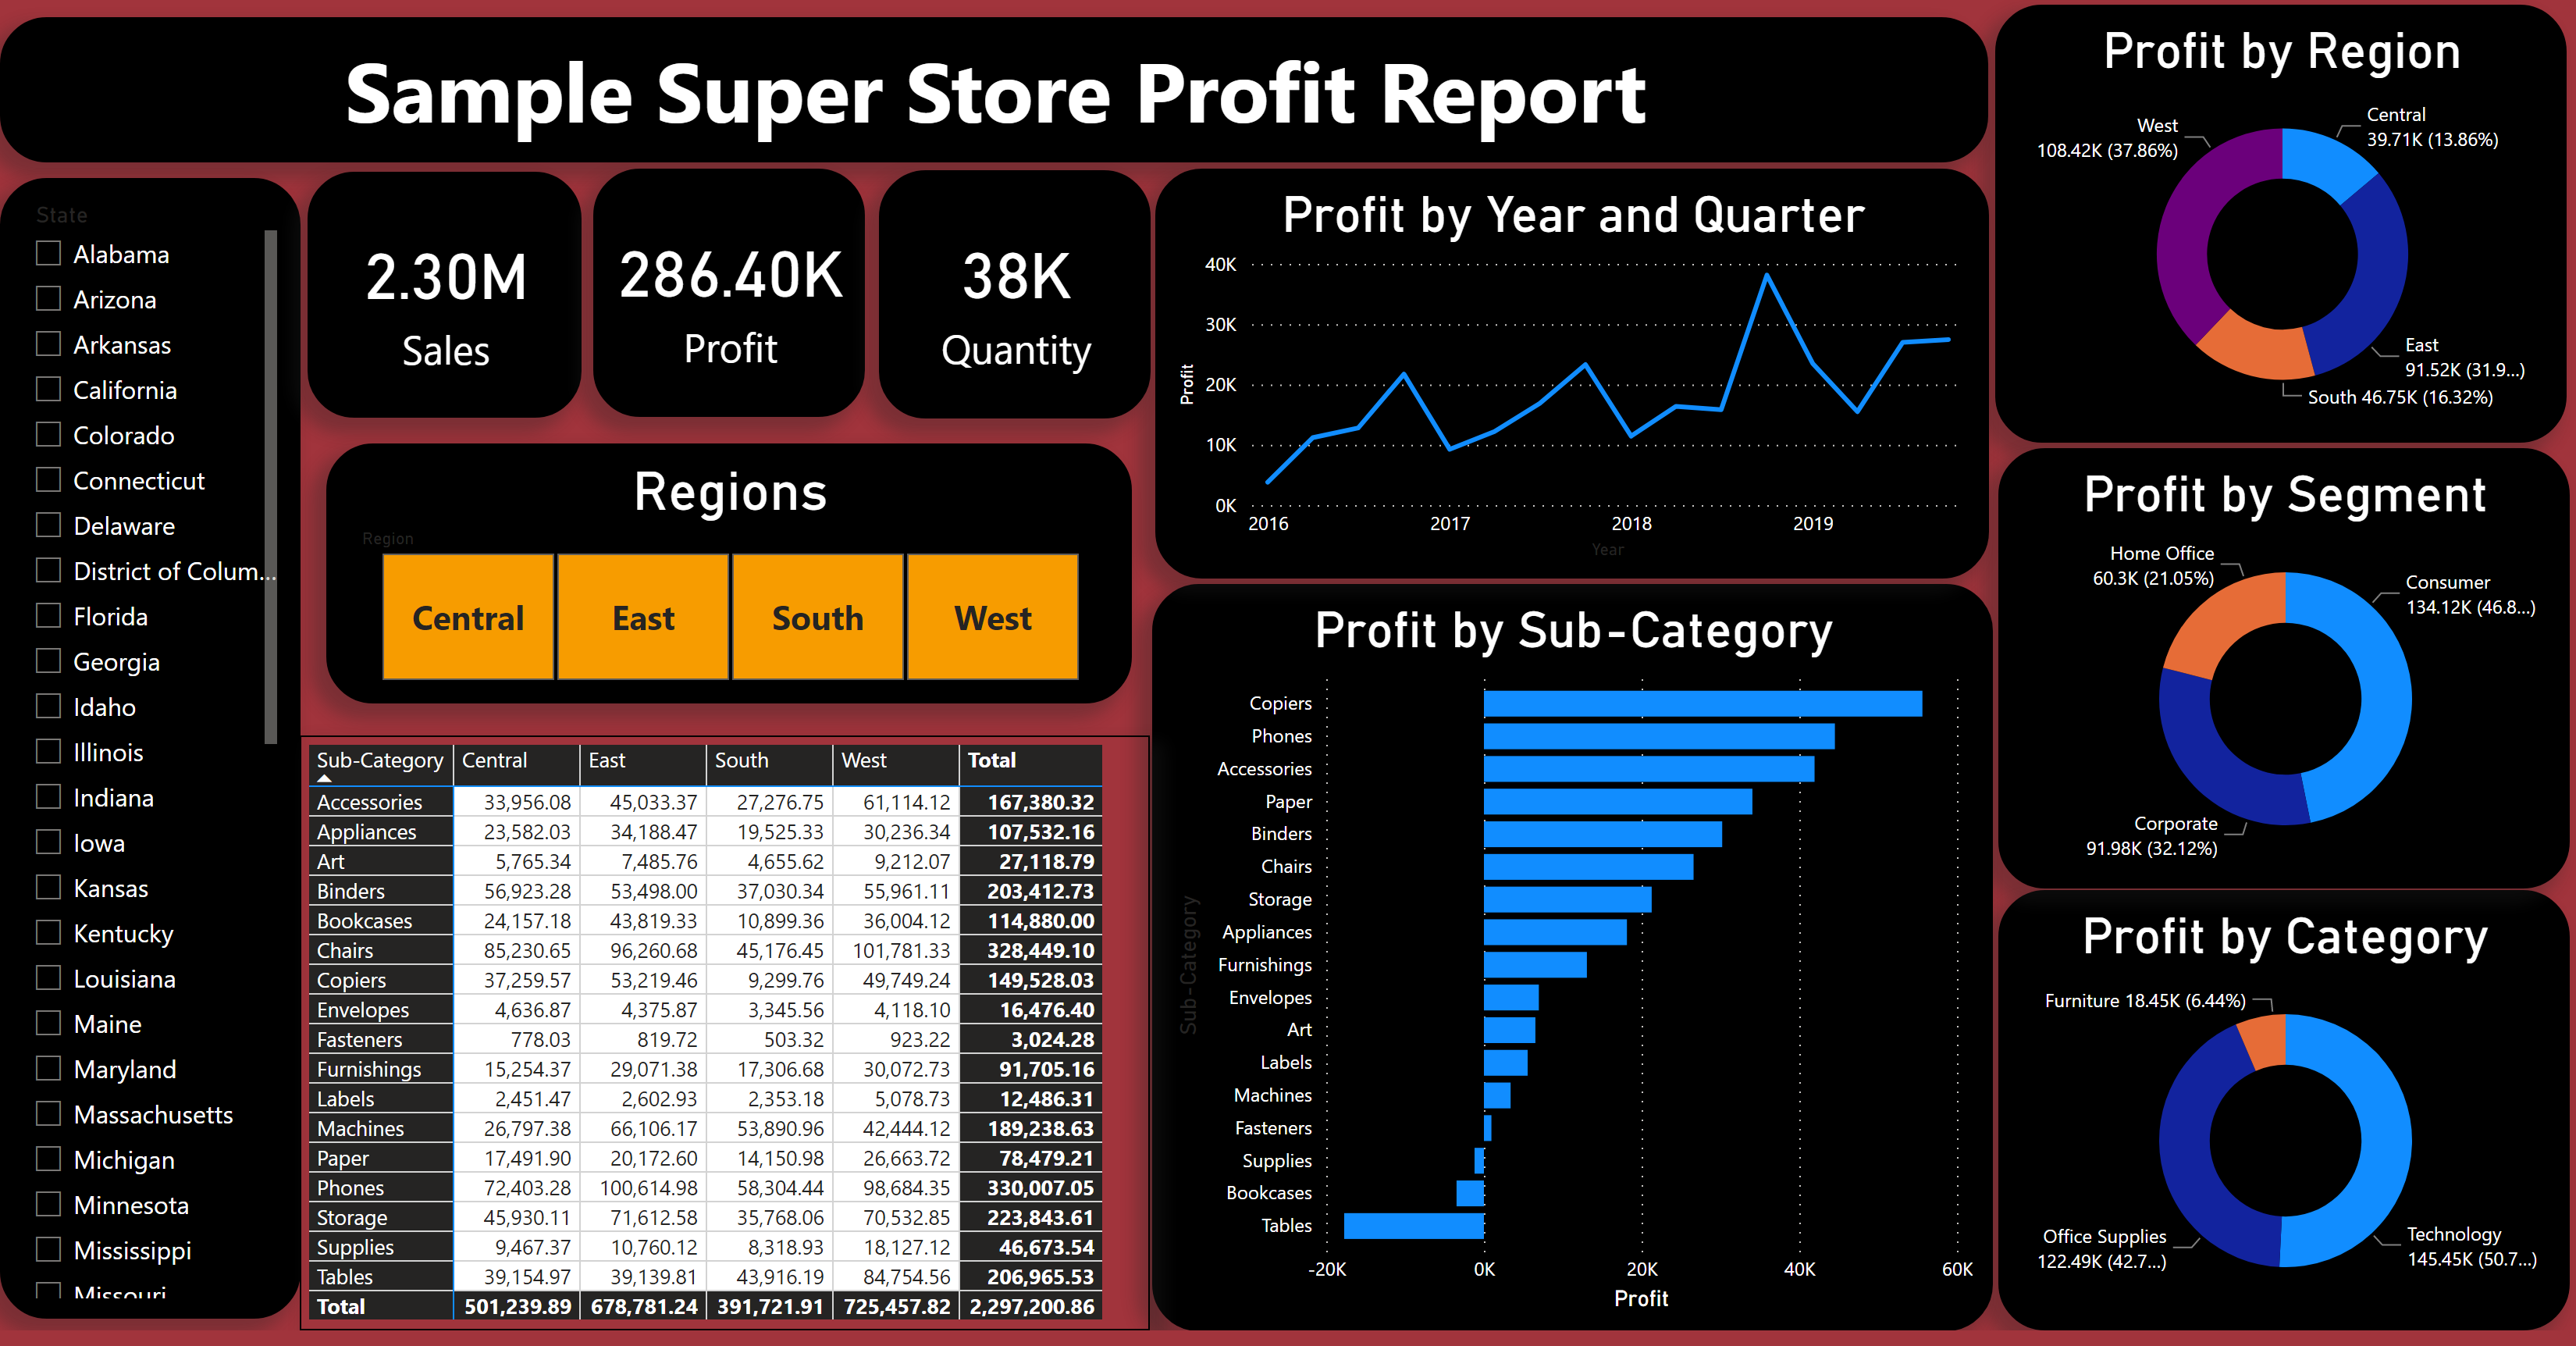 Sample Super Store Profit Report
State
Alabama
Arizona
Arkansas
California
Colorado
Connecticut
Delaware
District of Colum...
Florida
Georgia
Idaho
Illinois
Indiana
Iowa
Kansas
Kentucky
Louisiana
Maine
Maryland
Massachusetts
Michigan
Minnesota
Mississippi
Missouri
2.30M
Sales
286.40K
Profit
38K
Quantity
Regions
Region
Central East South West
Sub-Category Central East South West Total
Accessories 33,956.08 45,033.37 27,276.75 61,114.12 167,380.32
Appliances 23,582.03 34,188.47 19,525.33 30,236.34 107,532.16
Art 5,765.34 7,485.76 4,655.62 9,212.07 27,118.79
Binders 56,923.28 53,498.00 37,030.34 55,961.11 203,412.73
Bookcases 24,157.18 43,819.33 10,899.36 36,004.12 114,880.00
Chairs 85,230.65 96,260.68 45,176.45 101,781.33 328,449.10
Copiers 37,259.57 53,219.46 9,299.76 49,749.24 149,528.03
Envelopes 4,636.87 4,375.87 3,345.56 4,118.10 16,476.40
Fasteners 778.03 819.72 503.32 923.22 3,024.28
Furnishings 15,254.37 29,071.38 17,306.68 30,072.73 91,705.16
Labels 2,451.47 2,602.93 2,353.18 5,078.73 12,486.31
Machines 26,797.38 66,106.17 53,890.96 42,444.12 189,238.63
Paper 17,491.90 20,172.60 14,150.98 26,663.72 78,479.21
Phones 72,403.28 100,614.98 58,304.44 98,684.35 330,007.05
Storage 45,930.11 71,612.58 35,768.06 70,532.85 223,843.61
Supplies 9,467.37 10,760.12 8,318.93 18,127.12 46,673.54
Tables 39,154.97 39,139.81 43,916.19 84,754.56 206,965.53
Total 501,239.89 678,781.24 391,721.91 725,457.82 2,297,200.86
Profit by Year and Quarter
Profit
40K
30K
20K
10K
0K
2016 2017 2018 2019
Year
Profit by Sub-Category
Sub-Category
Copiers
Phones
Accessories
Paper
Binders
Chairs
Storage
Appliances
Furnishings
Envelopes
Art
Labels
Machines
Fasteners
Supplies
Bookcases
Tables
-20K 0K 20K 40K 60K
Profit
Profit by Region
Central
39.71K (13.86%)
West
108.42K (37.86%)
East
91.52K (31.9...)
South 46.75K (16.32%)
Profit by Segment
Home Office
60.3K (21.05%)
Consumer
134.12K (46.8...)
Corporate
91.98K (32.12%)
Profit by Category
Furniture 18.45K (6.44%)
Office Supplies
122.49K (42.7...)
Technology
145.45K (50.7...)